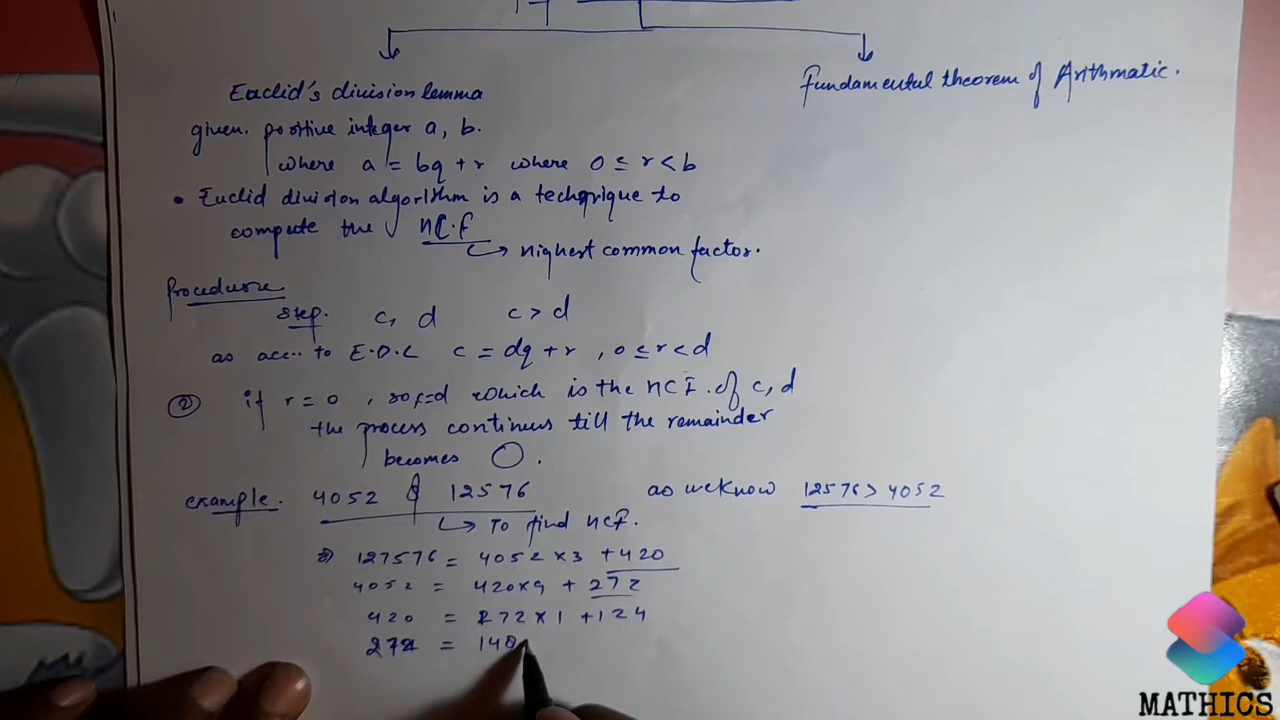 Euclid's division lemma
Fundamental theorem of Arithmatic.
given. positive integer a, b.
where a = bq + r where 0 ≤ r < b
• Euclid division algorithm is a technique to
compute the H.C.F
↳ highest common factor.
Procedure
step. c, d c > d
as acc.. to E.D.L c = dq + r , 0 ≤ r < d
② if r = 0 , which is the HCF. of c, d
the process continues till the remainder
becomes 0 .
example. 4052 & 12576 as we know 12576 > 4052
↳ To find HCF.
127576 = 4052 × 3 + 420
4052 = 420 × 9 + 272
420 = 272 × 1 + 124
272 = 148
MATHICS